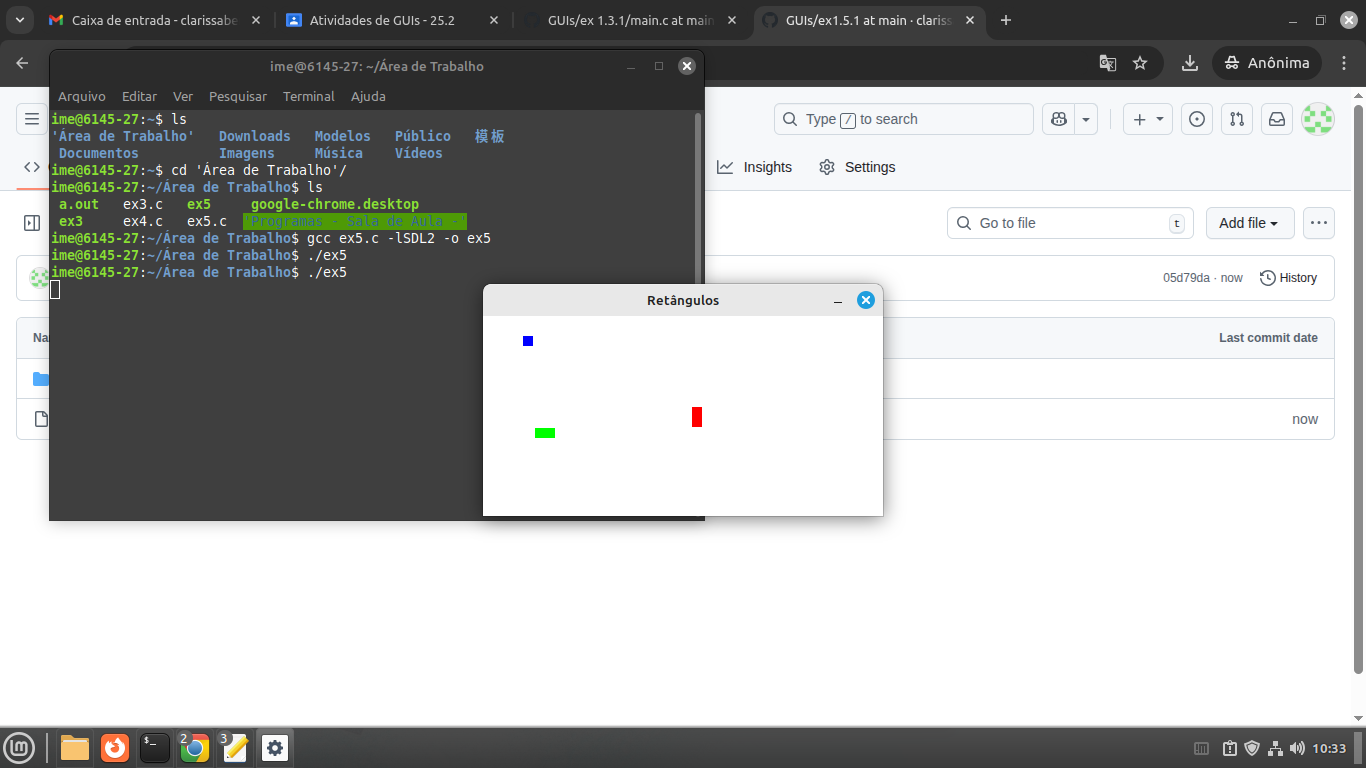 Caixa de entrada - clarissabe
Atividades de GUIs - 25.2
GUIs/ex 1.3.1/main.c at main
GUIs/ex1.5.1 at main · clariss
Anônima
ime@6145-27: ~/Área de Trabalho
Arquivo Editar Ver Pesquisar Terminal Ajuda
ime@6145-27:~$ ls
'Área de Trabalho' Downloads Modelos Público 模板
Documentos Imagens Música Vídeos
ime@6145-27:~$ cd 'Área de Trabalho'/
ime@6145-27:~/Área de Trabalho$ ls
a.out ex3.c ex5 google-chrome.desktop
ex3 ex4.c ex5.c 'Programas - Sala de Aula -'
ime@6145-27:~/Área de Trabalho$ gcc ex5.c -lSDL2 -o ex5
ime@6145-27:~/Área de Trabalho$ ./ex5
ime@6145-27:~/Área de Trabalho$ ./ex5
Type / to search
Insights Settings
Go to file t
Add file
05d79da · now History
Na
Last commit date
now
Retângulos
2
3
10:33